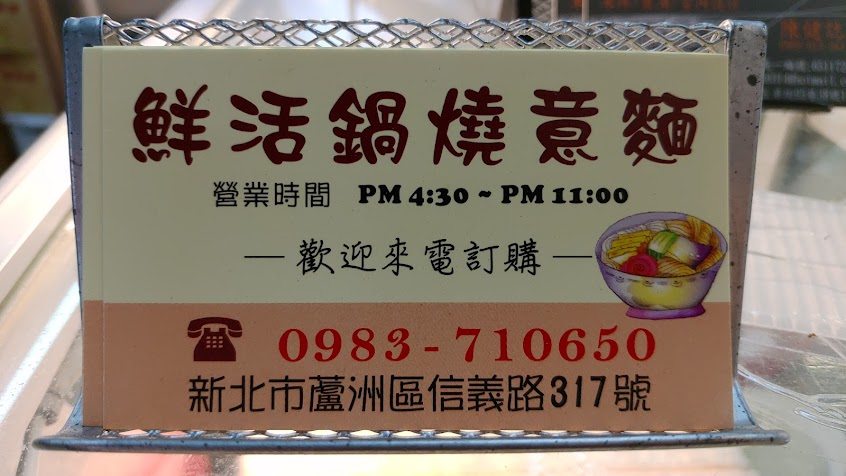 鮮活鍋燒意麵
營業時間 PM 4:30 ~ PM 11:00
— 歡迎來電訂購 —
0983-710650
新北市蘆洲區信義路317號